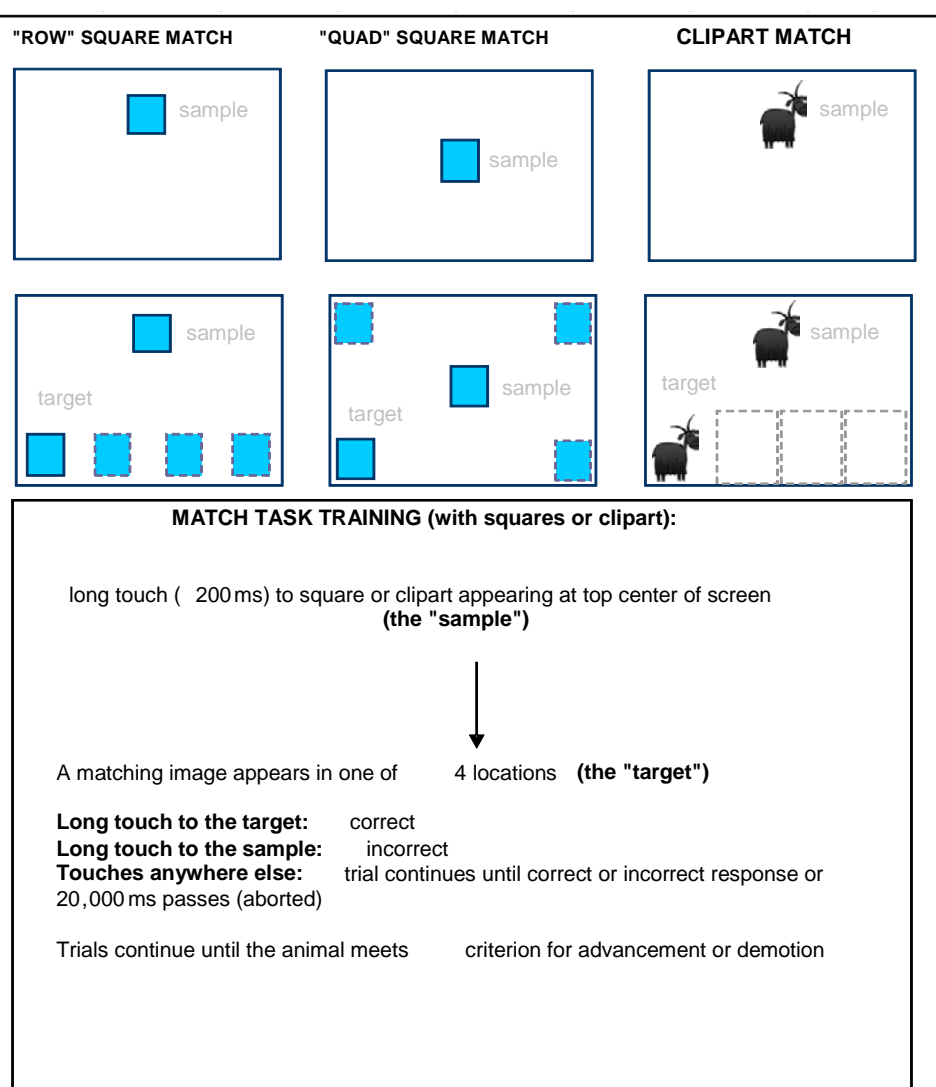 "ROW" SQUARE MATCH "QUAD" SQUARE MATCH CLIPART MATCH
sample sample sample
sample sample sample
target target target
MATCH TASK TRAINING (with squares or clipart):
long touch ( 200 ms) to square or clipart appearing at top center of screen
(the "sample")
A matching image appears in one of 4 locations (the "target")
Long touch to the target: correct
Long touch to the sample: incorrect
Touches anywhere else: trial continues until correct or incorrect response or
20,000 ms passes (aborted)
Trials continue until the animal meets criterion for advancement or demotion